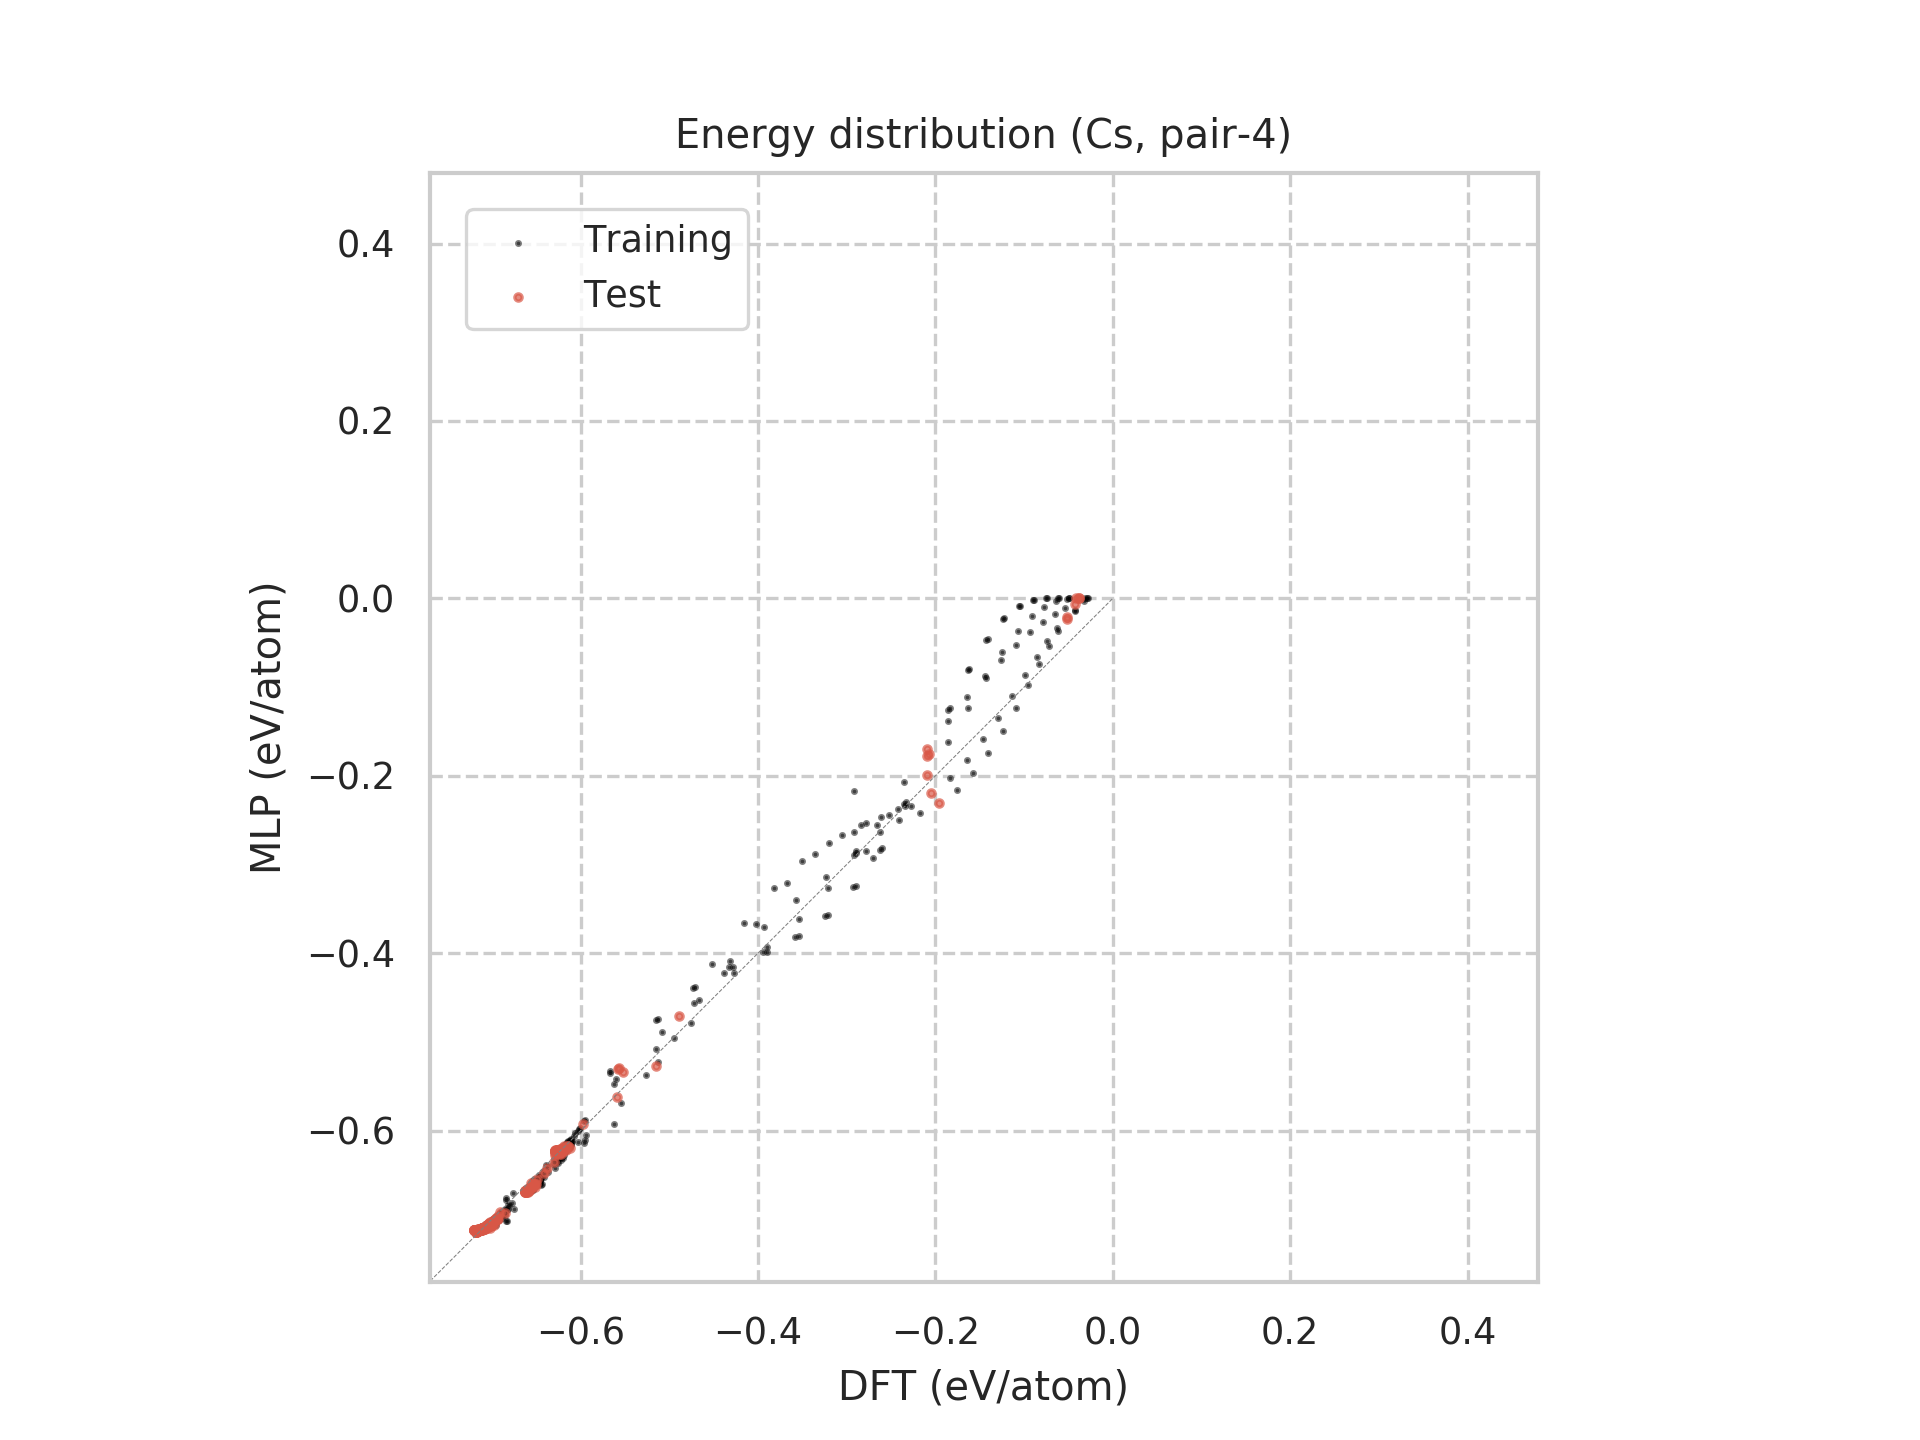 Energy distribution (Cs, pair-4)
Training
Test
0.4
0.2
0.0
−0.2
−0.4
−0.6
MLP (eV/atom)
−0.6 −0.4 −0.2 0.0 0.2 0.4
DFT (eV/atom)